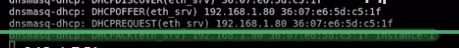 dnsmasq-dhcp: DHCPDISCOVER(eth_srv) 36:07:e6:5d:c5:1f
dnsmasq-dhcp: DHCPOFFER(eth_srv) 192.168.1.80 36:07:e6:5d:c5:1f
dnsmasq-dhcp: DHCPREQUEST(eth_srv) 192.168.1.80 36:07:e6:5d:c5:1f
dnsmasq-dhcp: DHCPACK(eth_srv) 192.168.1.80 36:07:e6:5d:c5:1f instance-1